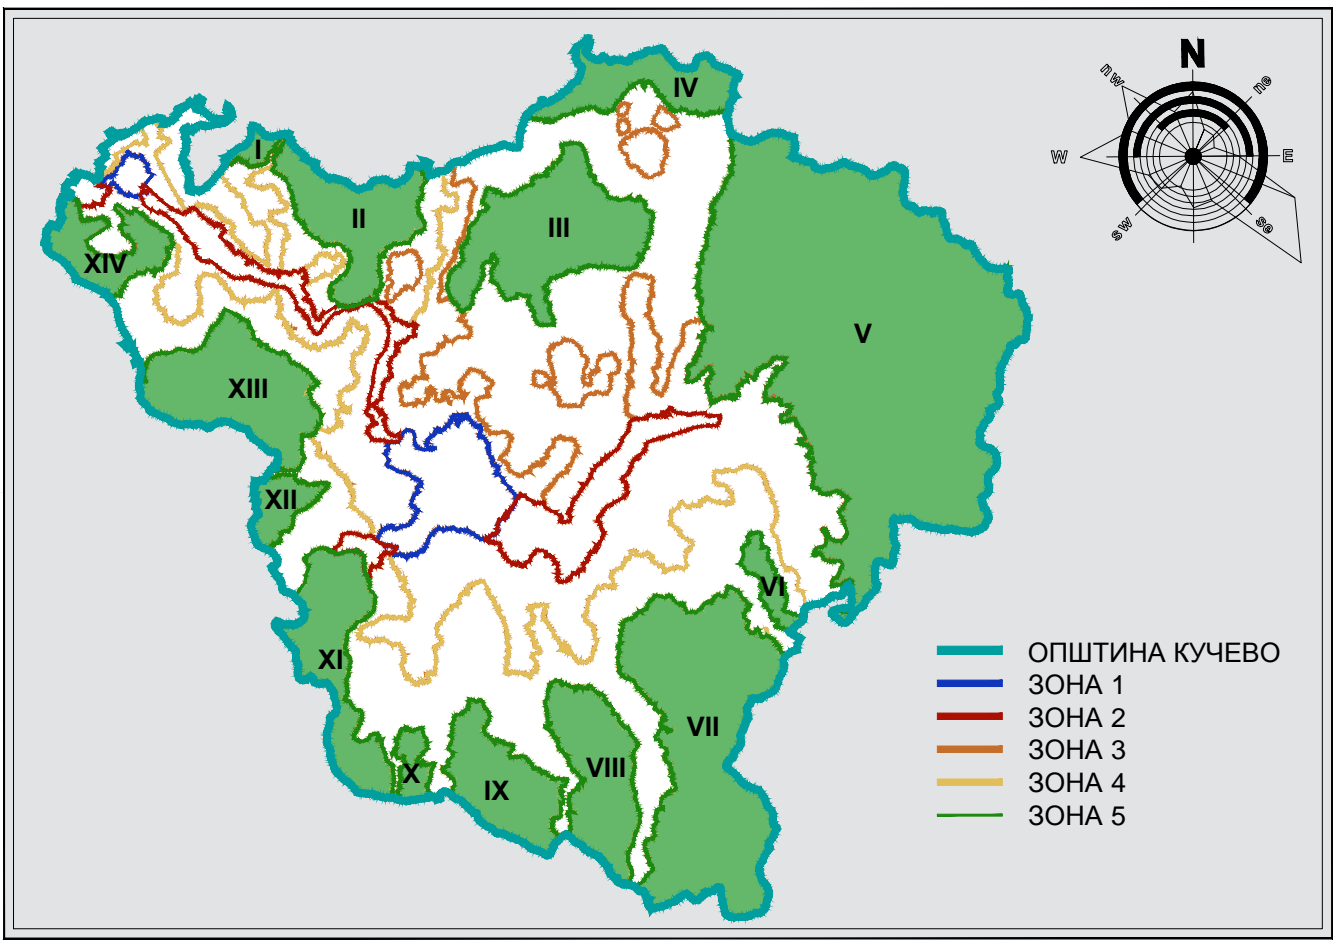 N
nw
ne
W
E
sw
se
IV
I
II
III
XIV
V
XIII
XII
VI
XI
VII
VIII
X
IX
ОПШТИНА КУЧЕВО
ЗОНА 1
ЗОНА 2
ЗОНА 3
ЗОНА 4
ЗОНА 5